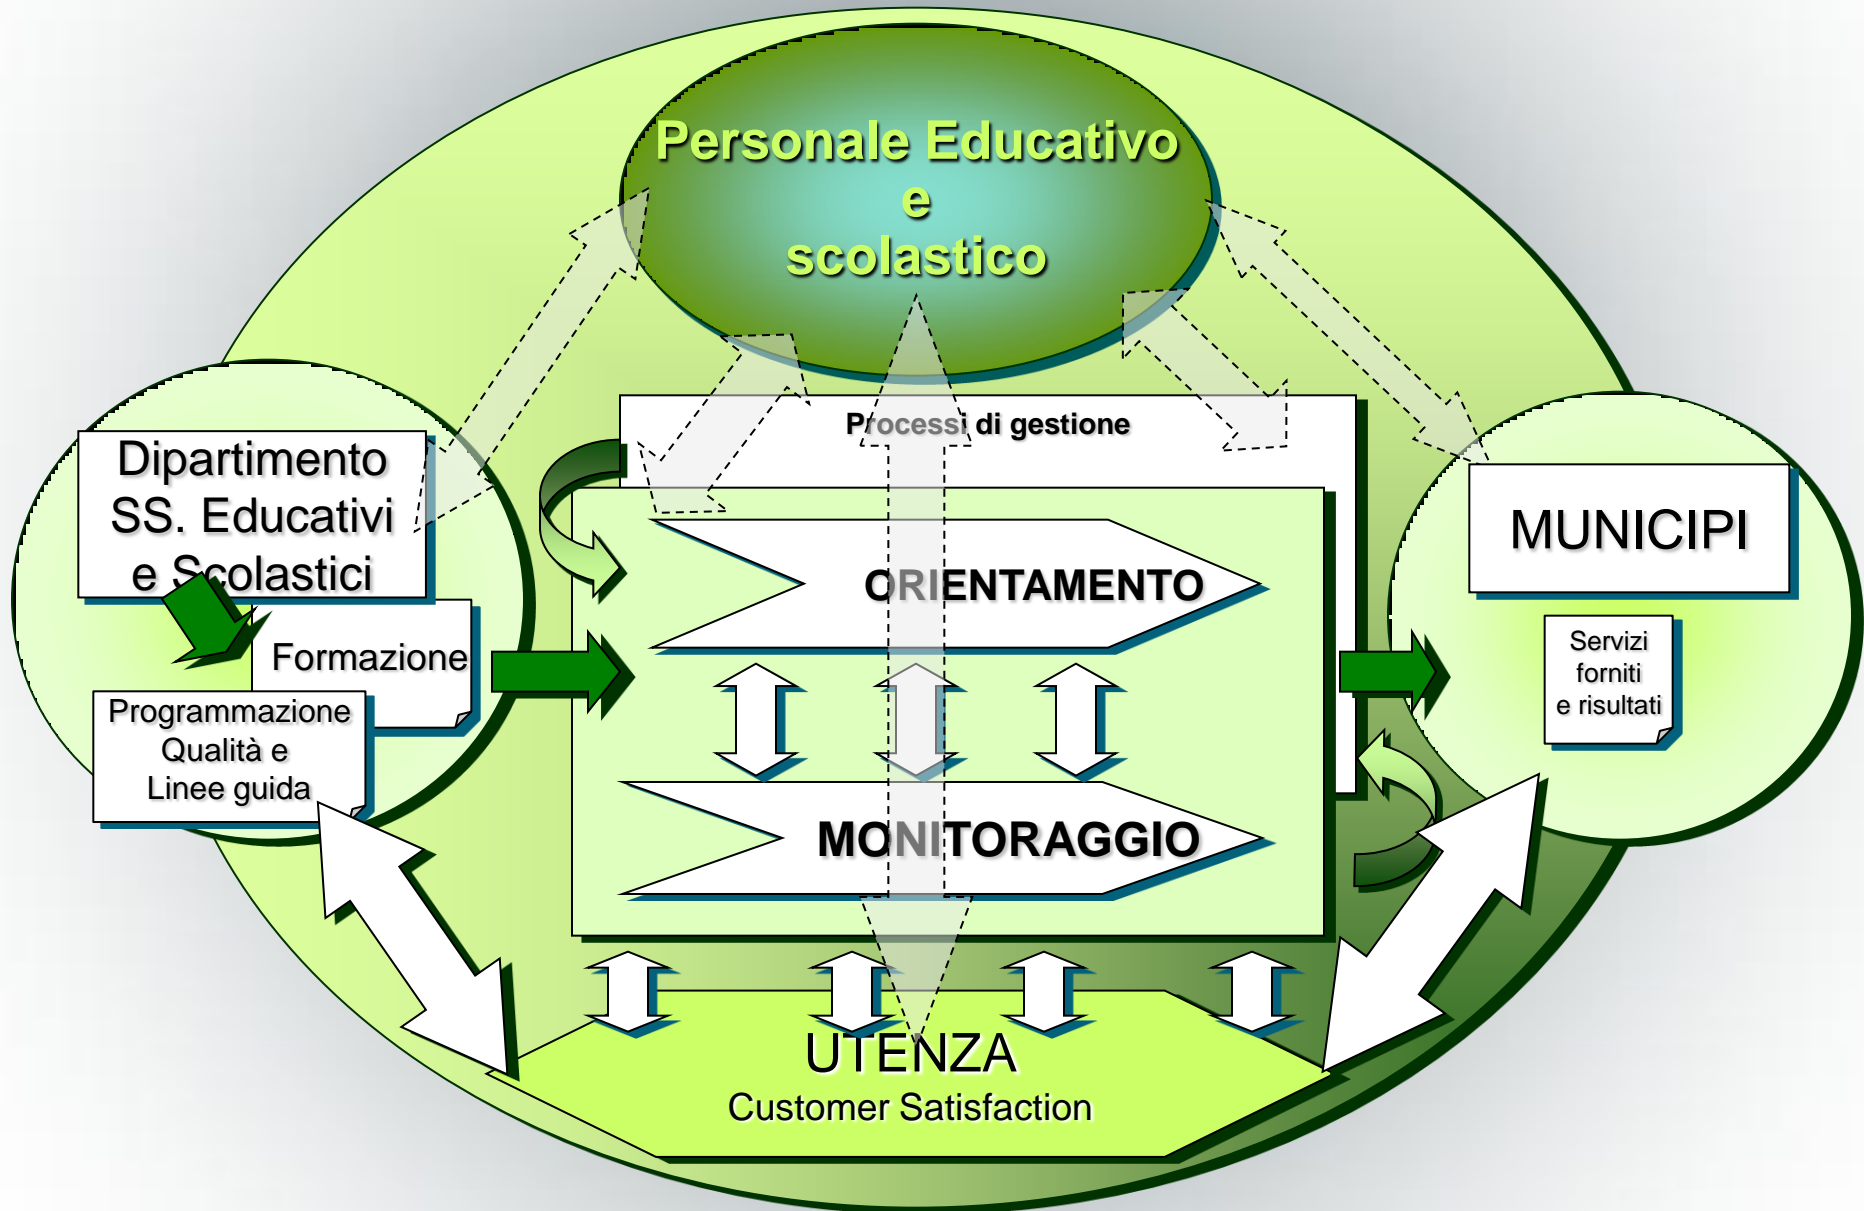 Personale Educativo
e
scolastico
Processi di gestione
Dipartimento
SS. Educativi
e Scolastici
Formazione
Programmazione
Qualità e
Linee guida
ORIENTAMENTO
MONITORAGGIO
MUNICIPI
Servizi
forniti
e risultati
UTENZA
Customer Satisfaction